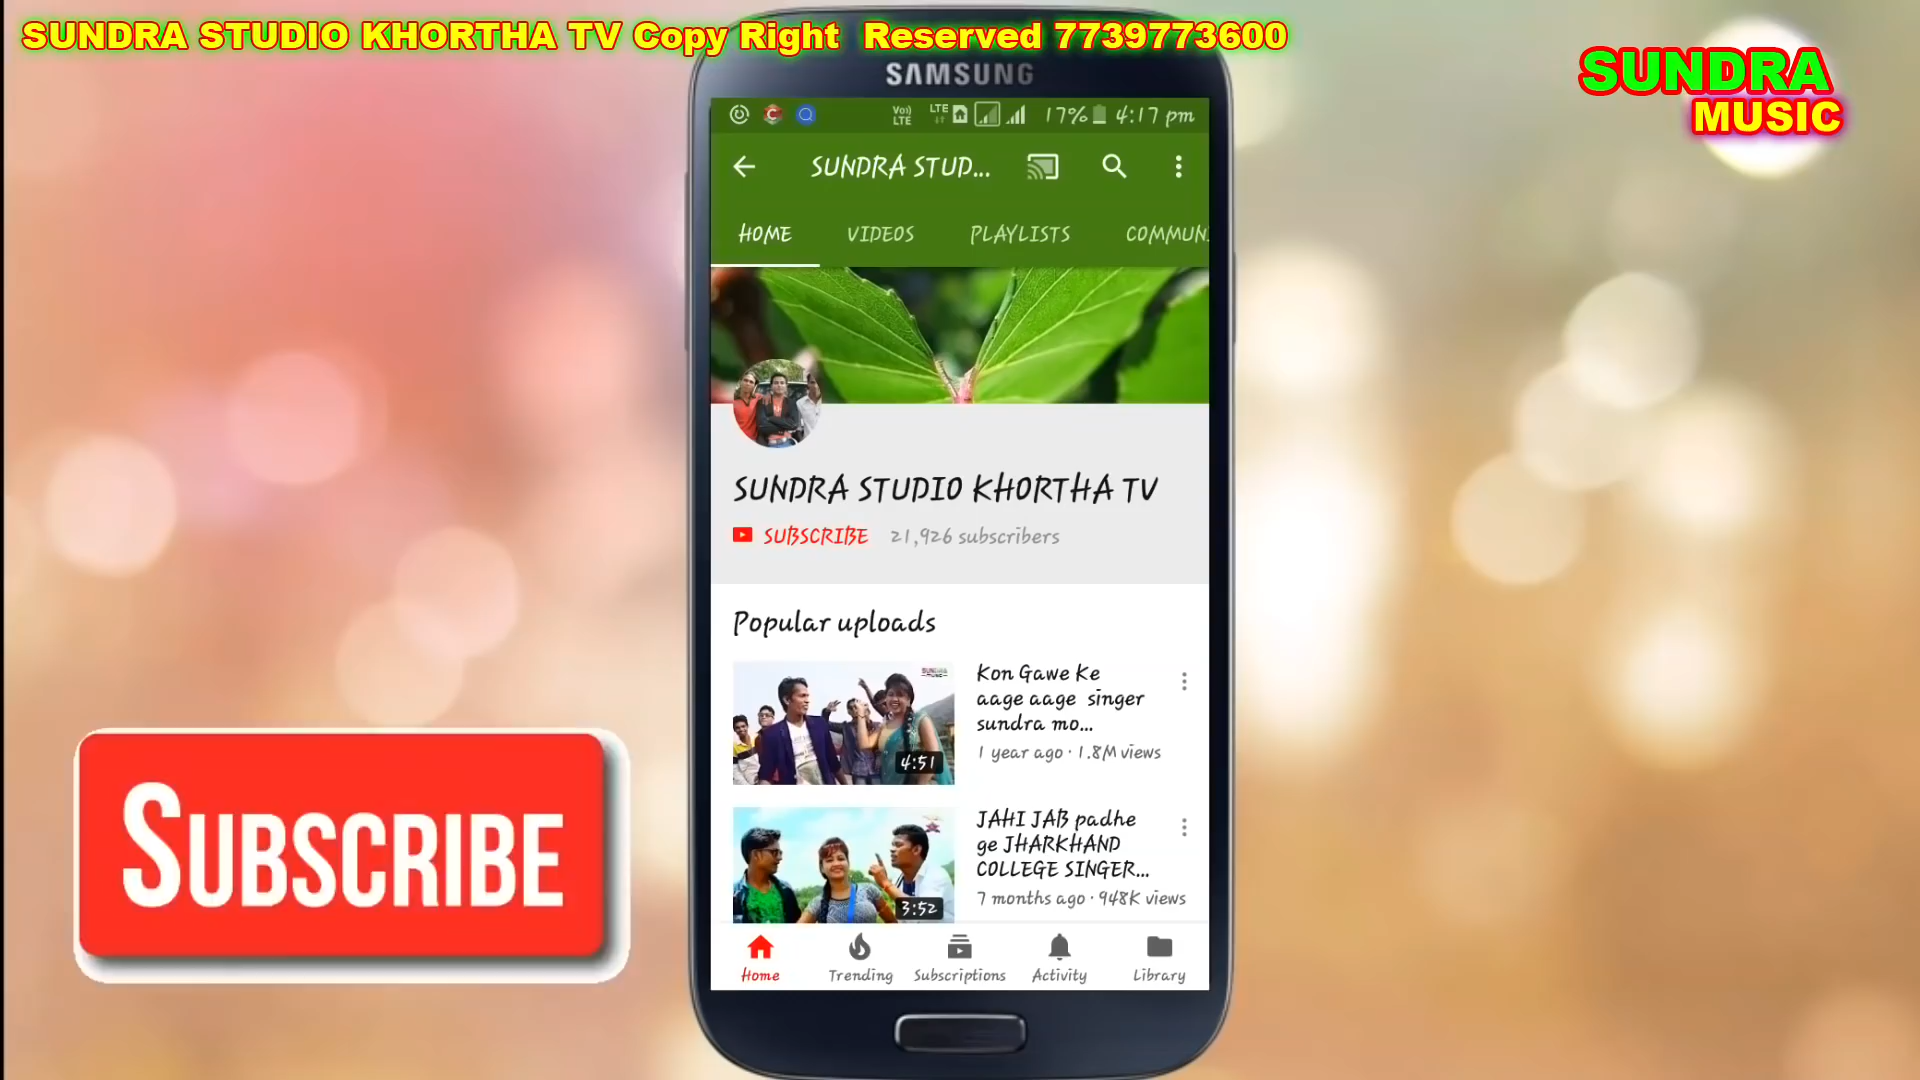 SUNDRA STUDIO KHORTHA TV Copy Right Reserved 7739773600
SUNDRA
MUSIC
SAMSUNG
Vo))
LTE
LTE
17%
4:17 pm
SUNDRA STUD...
HOME
VIDEOS
PLAYLISTS
COMMUN
SUNDRA STUDIO KHORTHA TV
SUBSCRIBE
21,926 subscribers
Popular uploads
4:51
Kon Gawe Ke
aage aage singer
sundra mo...
1 year ago · 1.8M views
3:52
JAHI JAB padhe
ge JHARKHAND
COLLEGE SINGER...
7 months ago · 948K views
Home
Trending
Subscriptions
Activity
Library
SUBSCRIBE